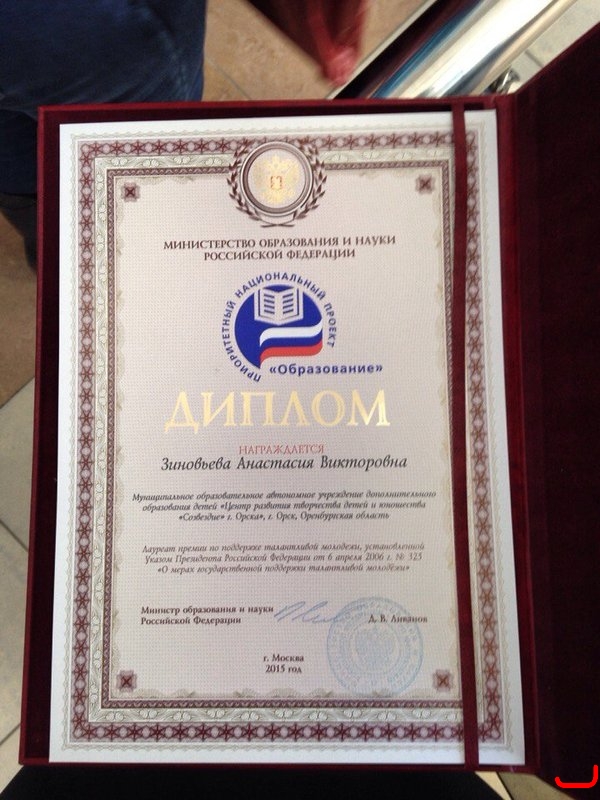 МИНИСТЕРСТВО ОБРАЗОВАНИЯ И НАУКИ
РОССИЙСКОЙ ФЕДЕРАЦИИ
ПРИОРИТЕТНЫЙ НАЦИОНАЛЬНЫЙ ПРОЕКТ
«Образование»
ДИПЛОМ
НАГРАЖДАЕТСЯ
Зиновьева Анастасия Викторовна
Муниципальное образовательное автономное учреждение дополнительного
образования детей «Центр развития творчества детей и юношества
«Созвездие» г. Орска», г. Орск, Оренбургская область
Лауреат премии по поддержке талантливой молодежи, установленной
Указом Президента Российской Федерации от 6 апреля 2006 г. № 325
«О мерах государственной поддержки талантливой молодёжи»
Министр образования и науки
Российской Федерации
Д. В. Ливанов
г. Москва
2015 год